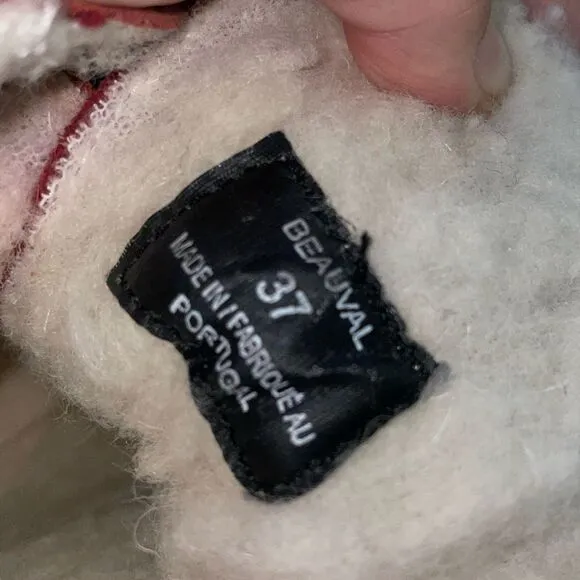 BEAUVAL
37
MADE IN / FABRIQUÉ AU
PORTUGAL